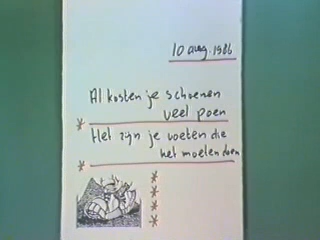 10 aug. 1986
Al kosten je schoenen
veel poen
Het zijn je voeten die
het moeten doen